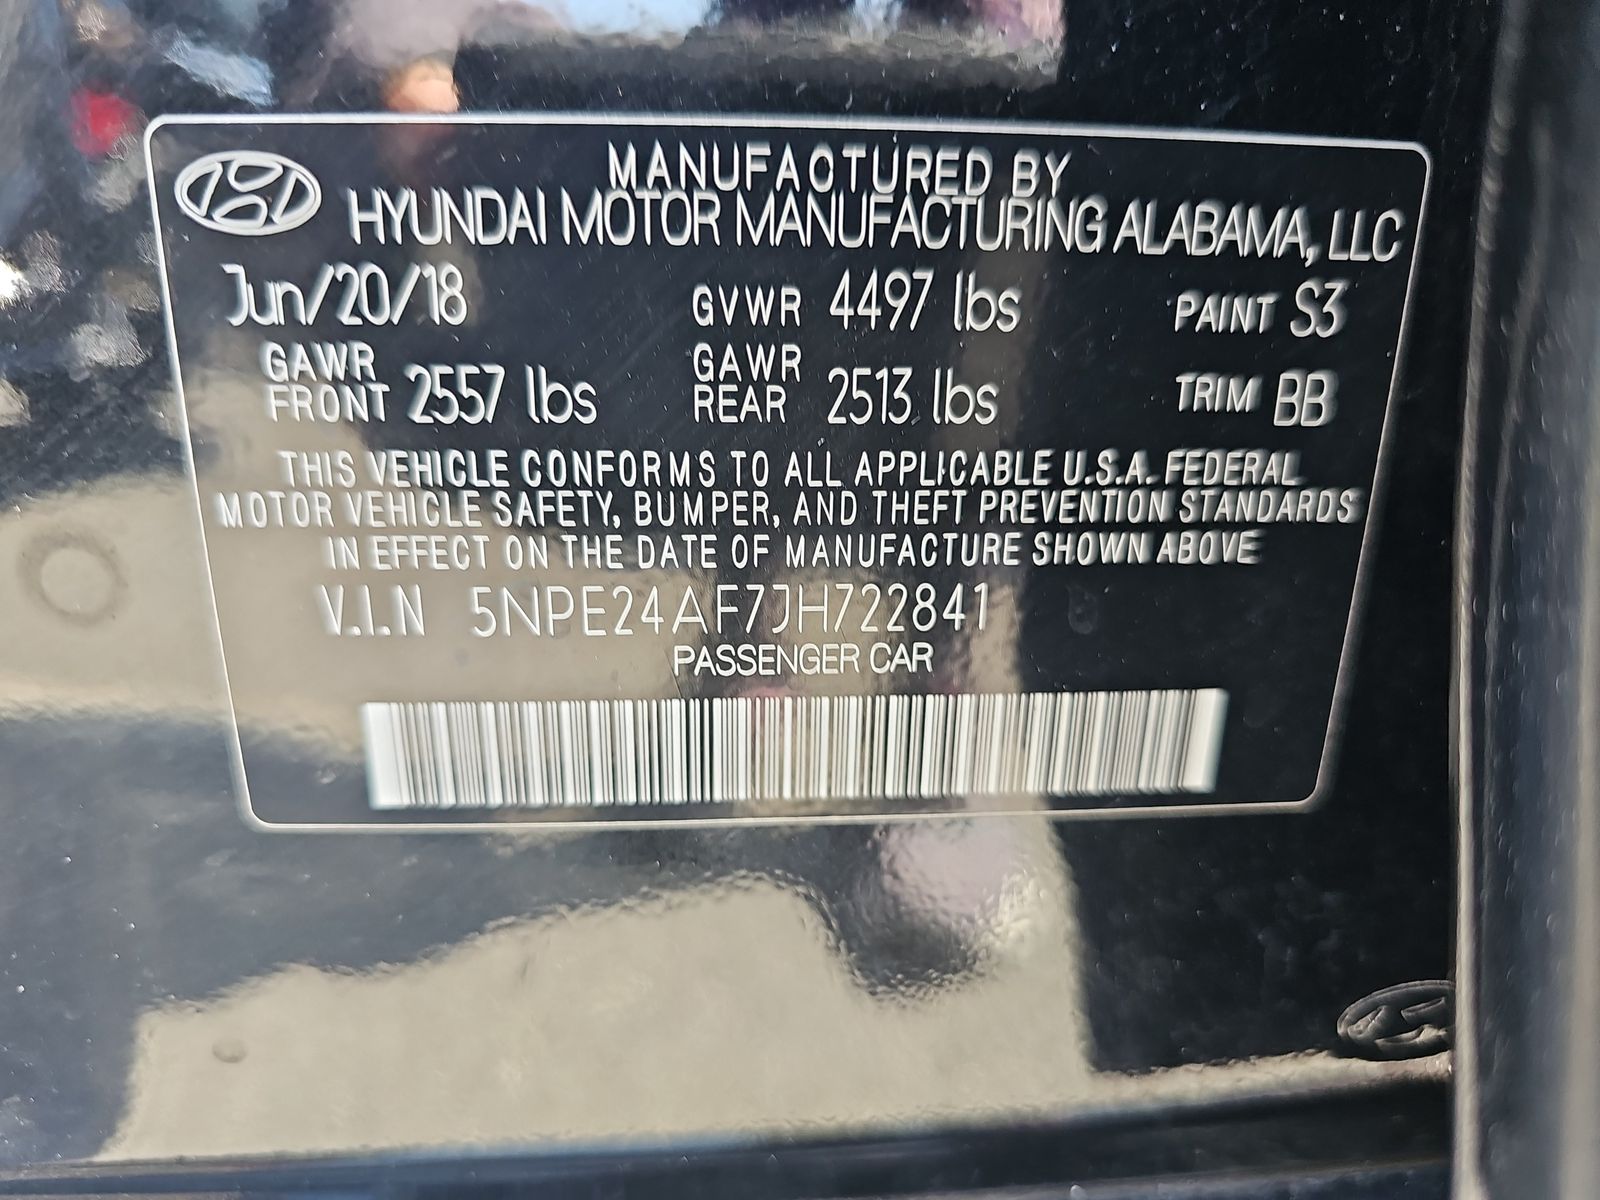 MANUFACTURED BY
HYUNDAI MOTOR MANUFACTURING ALABAMA, LLC
Jun/20/18 GVWR 4497 lbs PAINT S3
GAWR FRONT 2557 lbs GAWR REAR 2513 lbs TRIM BB
THIS VEHICLE CONFORMS TO ALL APPLICABLE U.S.A. FEDERAL
MOTOR VEHICLE SAFETY, BUMPER, AND THEFT PREVENTION STANDARDS
IN EFFECT ON THE DATE OF MANUFACTURE SHOWN ABOVE
V.I.N 5NPE24AF7JH722841
PASSENGER CAR